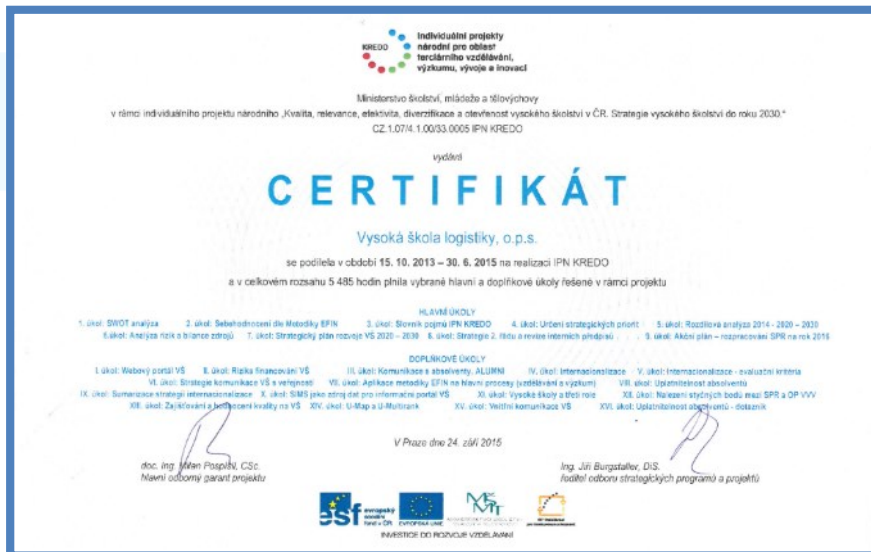 KREDO
Individuální projekty
národní pro oblast
terciárního vzdělávání,
výzkumu, vývoje a inovací
Ministerstvo školství, mládeže a tělovýchovy
v rámci individuálního projektu národního „Kvalita, relevance, efektivita, diverzifikace a otevřenost vysokého školství v ČR. Strategie vysokého školství do roku 2030.“
CZ.1.07/4.1.00/33.0005 IPN KREDO
vydává
CERTIFIKÁT
Vysoká škola logistiky, o.p.s.
se podílela v období 15. 10. 2013 – 30. 6. 2015 na realizaci IPN KREDO
a v celkovém rozsahu 5 485 hodin plnila vybrané hlavní a doplňkové úkoly řešené v rámci projektu
HLAVNÍ ÚKOLY
1. úkol: SWOT analýza 2. úkol: Sebehodnocení dle Metodiky EFIN 3. úkol: Slovník pojmů IPN KREDO 4. úkol: Určení strategických priorit 5. úkol: Rozdílová analýza 2014 - 2020 – 2030
6. úkol: Analýza rizik a bilance zdrojů 7. úkol: Strategický plán rozvoje VŠ 2020 – 2030 8. úkol: Strategie 2. řádu a revize interních předpisů 9. úkol: Akční plán – rozpracování SPR na rok 2016
DOPLŇKOVÉ ÚKOLY
I. úkol: Webový portál VŠ II. úkol: Rizika financování VŠ III. úkol: Komunikace s absolventy, ALUMNI IV. úkol: Internacionalizace V. úkol: Internacionalizace - evaluační kritéria
VI. úkol: Strategie komunikace VŠ s veřejností VII. úkol: Aplikace metodiky EFIN na hlavní procesy (vzdělávání a výzkum) VIII. úkol: Uplatnitelnost absolventů
IX. úkol: Sumarizace strategií internacionalizace X. úkol: SIMS jako zdroj dat pro informační portál VŠ XI. úkol: Vysoké školy a třetí role XII. úkol: Nalezení styčných bodů mezi SPR a OP VVV
XIII. úkol: Zajišťování a hodnocení kvality na VŠ XIV. úkol: U-Map a U-Multirank XV. úkol: Vnitřní komunikace VŠ XVI. úkol: Uplatnitelnost absolventů - dotazník
V Praze dne 24. září 2015
doc. Ing. Milan Pospíšil, CSc.
hlavní odborný garant projektu
Ing. Jiří Burgstaller, DiS.
ředitel odboru strategických programů a projektů
esf evropský
sociální
fond v ČR
EVROPSKÁ UNIE
INVESTICE DO ROZVOJE VZDĚLÁVÁNÍ